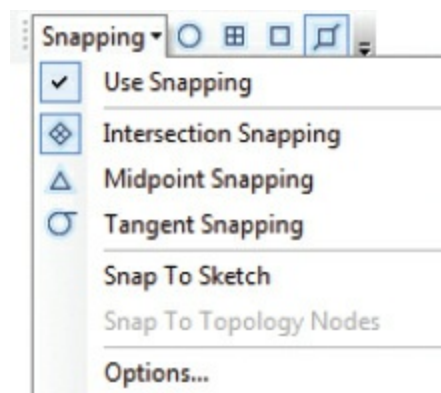 Snapping
Use Snapping
Intersection Snapping
Midpoint Snapping
Tangent Snapping
Snap To Sketch
Snap To Topology Nodes
Options...